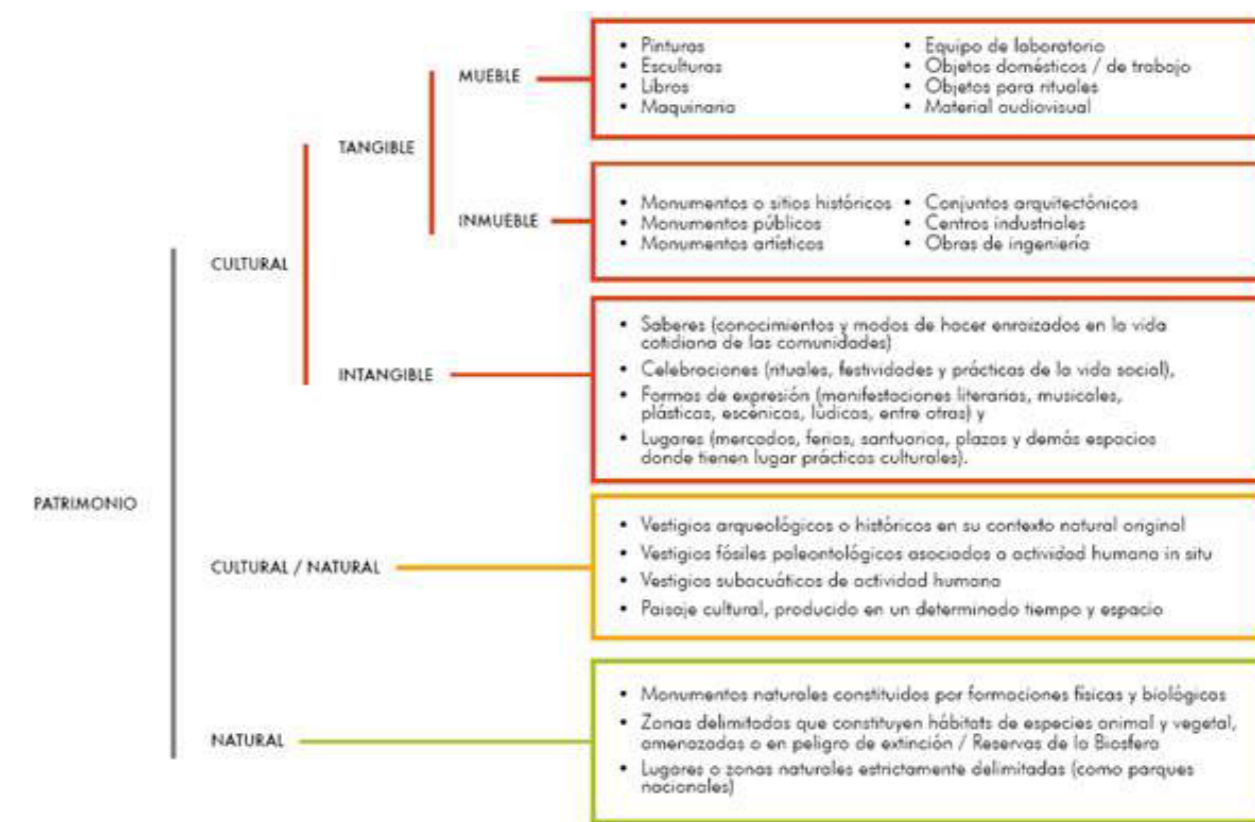 PATRIMONIO
CULTURAL
TANGIBLE
MUEBLE
• Pinturas
• Esculturas
• Libros
• Maquinaria
• Equipo de laboratorio
• Objetos domésticos / de trabajo
• Objetos para rituales
• Material audiovisual
INMUEBLE
• Monumentos o sitios históricos
• Monumentos públicos
• Monumentos artísticos
• Conjuntos arquitectónicos
• Centros industriales
• Obras de ingeniería
INTANGIBLE
• Saberes (conocimientos y modos de hacer enraizados en la vida
cotidiana de las comunidades)
• Celebraciones (rituales, festividades y prácticas de la vida social),
• Formas de expresión (manifestaciones literarias, musicales,
plásticas, escénicas, lúdicas, entre otras) y
• Lugares (mercados, ferias, santuarios, plazas y demás espacios
donde tienen lugar prácticas culturales).
CULTURAL / NATURAL
• Vestigios arqueológicos o históricos en su contexto natural original
• Vestigios fósiles paleontológicos asociados a actividad humana in situ
• Vestigios subacuáticos de actividad humana
• Paisaje cultural, producido en un determinado tiempo y espacio
NATURAL
• Monumentos naturales constituidos por formaciones físicas y biológicas
• Zonas delimitadas que constituyen hábitats de especies animal y vegetal,
amenazadas o en peligro de extinción / Reservas de la Biosfera
• Lugares o zonas naturales estrictamente delimitadas (como parques
nacionales)